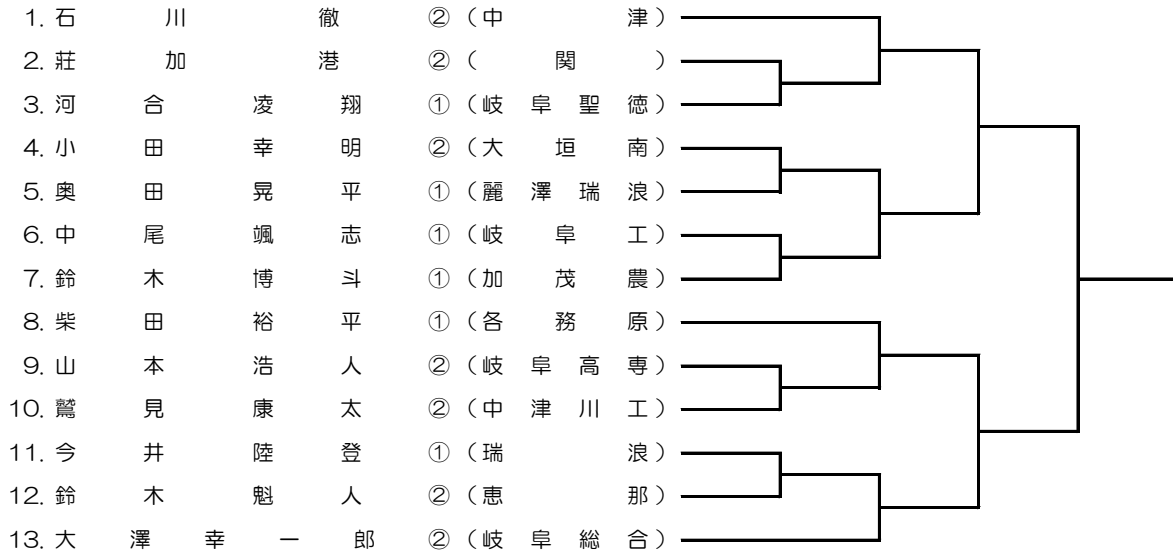 1. 石川徹 ② （中津）
2. 莊加港 ② （関）
3. 河合凌翔 ① （岐阜聖徳）
4. 小田幸明 ② （大垣南）
5. 奥田晃平 ① （麗澤瑞浪）
6. 中尾颯志 ① （岐阜工）
7. 鈴木博斗 ① （加茂農）
8. 柴田裕平 ① （各務原）
9. 山本浩人 ② （岐阜高専）
10. 鷲見康太 ② （中津川工）
11. 今井陸登 ① （瑞浪）
12. 鈴木魁人 ② （恵那）
13. 大澤幸一郎 ② （岐阜総合）